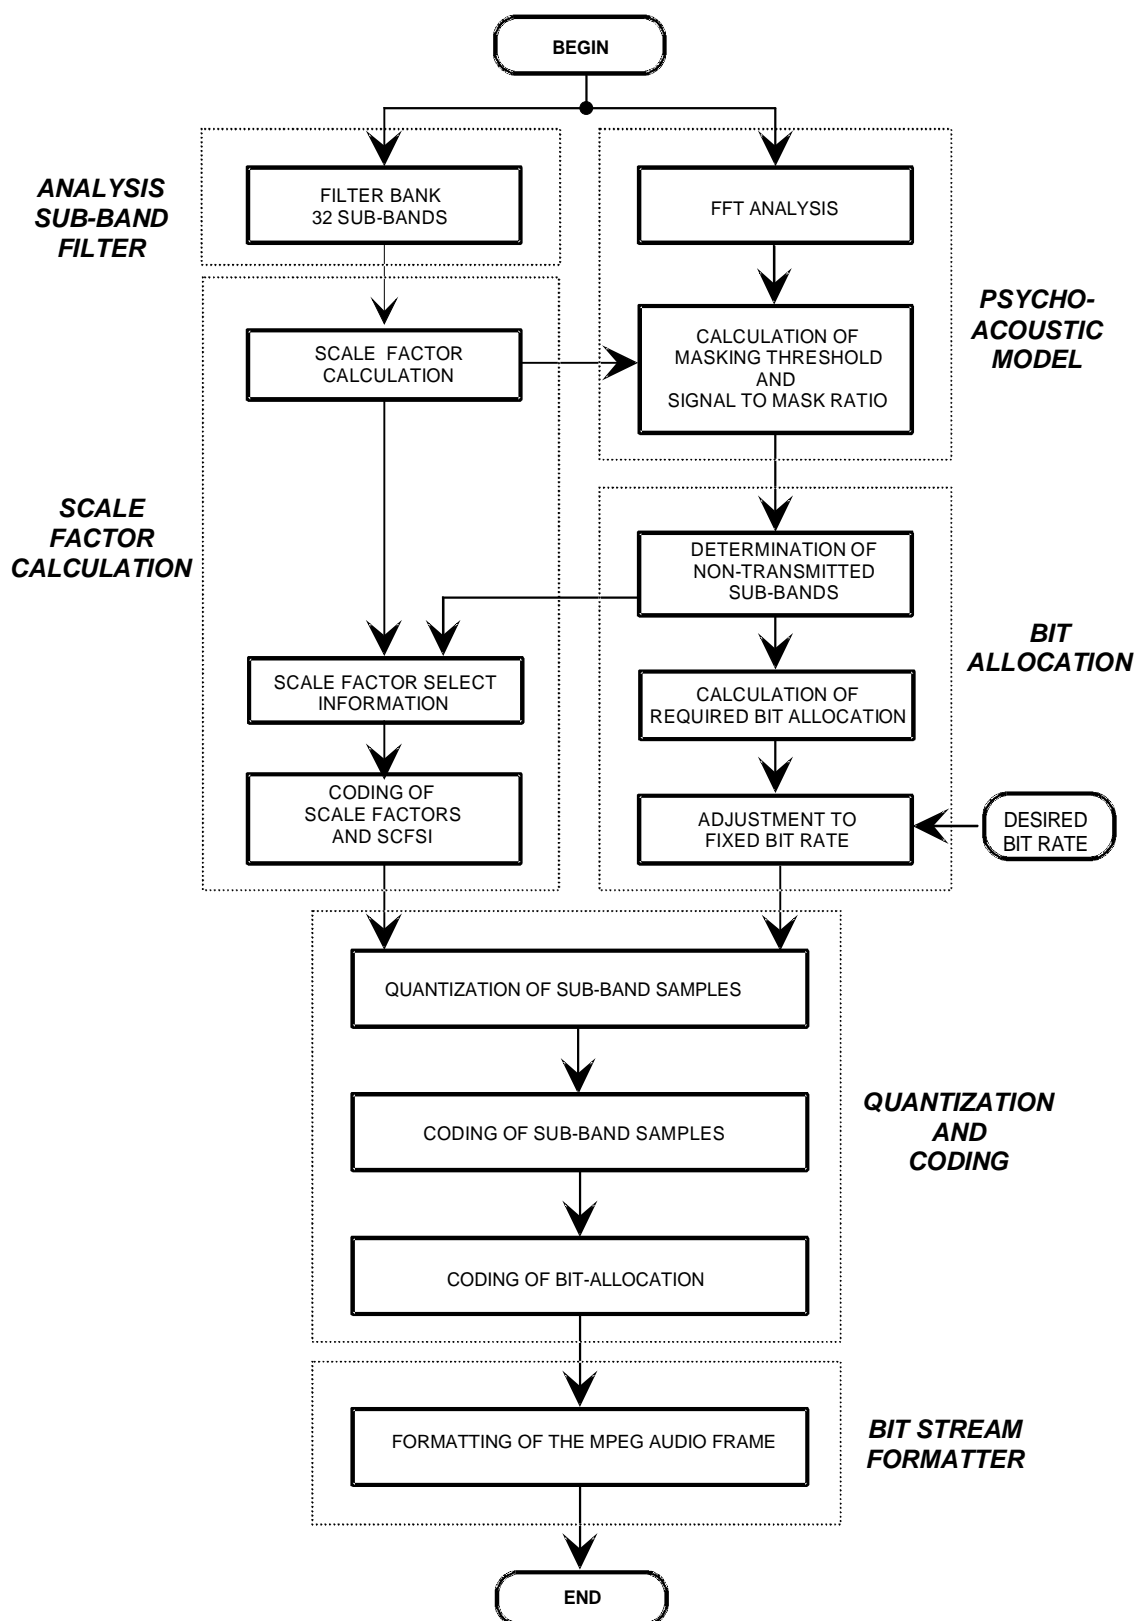 BEGIN
ANALYSIS
SUB-BAND
FILTER
FILTER BANK
32 SUB-BANDS
FFT ANALYSIS
PSYCHO-
ACOUSTIC
MODEL
SCALE FACTOR
CALCULATION
CALCULATION OF
MASKING THRESHOLD
AND
SIGNAL TO MASK RATIO
SCALE
FACTOR
CALCULATION
DETERMINATION OF
NON-TRANSMITTED
SUB-BANDS
BIT
ALLOCATION
SCALE FACTOR SELECT
INFORMATION
CALCULATION OF
REQUIRED BIT ALLOCATION
CODING OF
SCALE FACTORS
AND SCFSI
ADJUSTMENT TO
FIXED BIT RATE
DESIRED
BIT RATE
QUANTIZATION OF SUB-BAND SAMPLES
CODING OF SUB-BAND SAMPLES
QUANTIZATION
AND
CODING
CODING OF BIT-ALLOCATION
FORMATTING OF THE MPEG AUDIO FRAME
BIT STREAM
FORMATTER
END